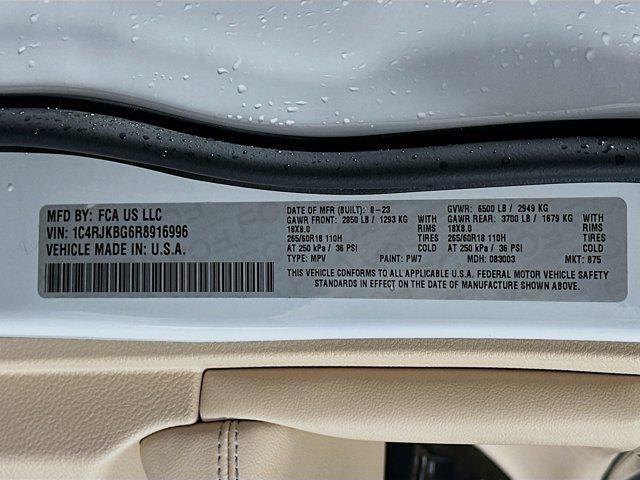 MFD BY: FCA US LLC
VIN: 1C4RJKBG6R8916996
VEHICLE MADE IN: U.S.A.
DATE OF MFR (BUILT): 8-23 GVWR: 6500 LB / 2949 KG
GAWR FRONT: 2850 LB / 1293 KG WITH GAWR REAR: 3700 LB / 1679 KG WITH
18X8.0 RIMS 18X8.0 RIMS
265/60R18 110H TIRES 265/60R18 110H TIRES
AT 250 kPa / 36 PSI COLD AT 250 kPa / 36 PSI COLD
TYPE: MPV PAINT: PW7 MDH: 083003 MKT: 875
THIS VEHICLE CONFORMS TO ALL APPLICABLE U.S.A. FEDERAL MOTOR VEHICLE SAFETY
STANDARDS IN EFFECT ON THE DATE OF MANUFACTURE SHOWN ABOVE.